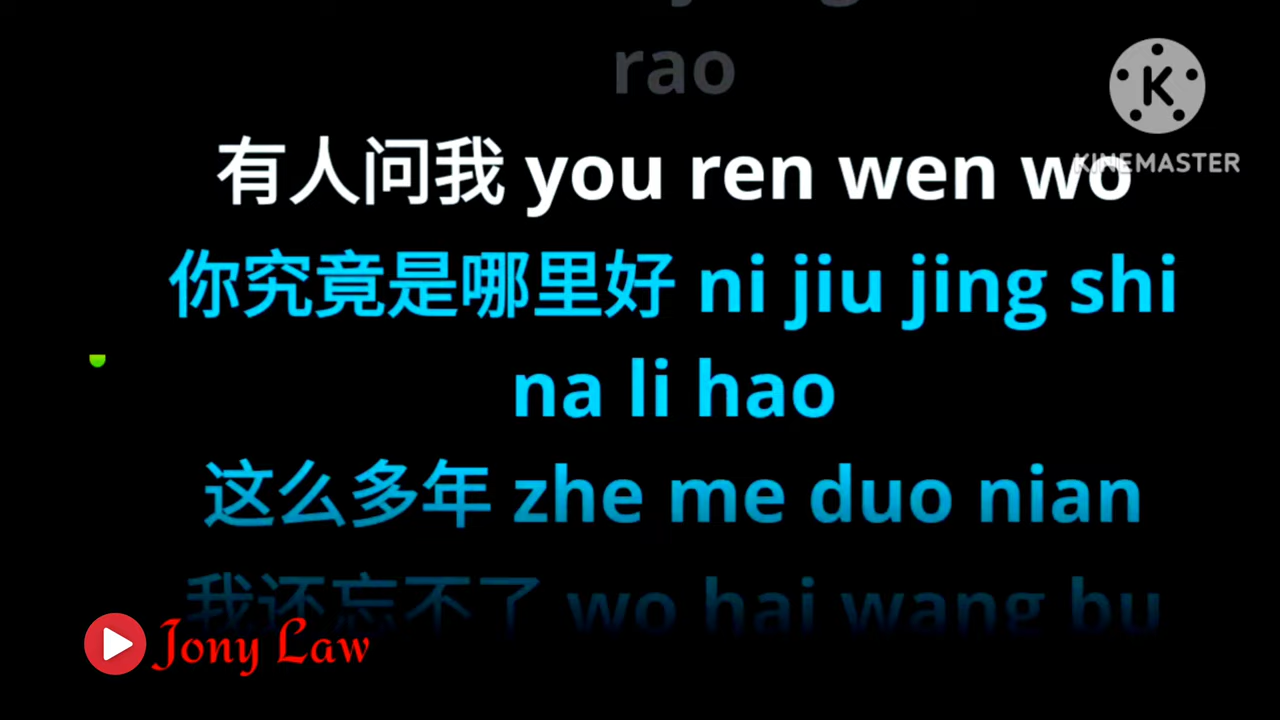 rao
有人问我 you ren wen wo
KINEMASTER
你究竟是哪里好 ni jiu jing shi
na li hao
这么多年 zhe me duo nian
我还忘不了 wo hai wang bu
Jony Law